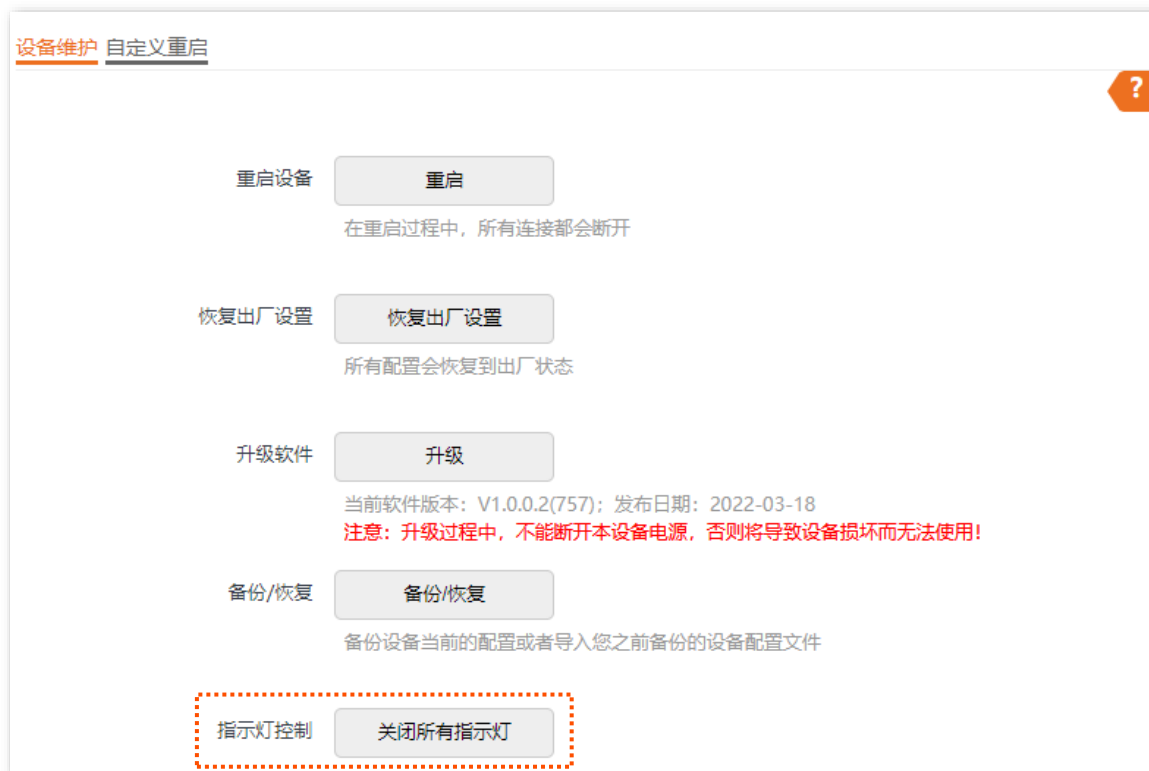 设备维护 自定义重启
?
重启设备 重启
在重启过程中，所有连接都会断开
恢复出厂设置 恢复出厂设置
所有配置会恢复到出厂状态
升级软件 升级
当前软件版本：V1.0.0.2(757)；发布日期：2022-03-18
注意：升级过程中，不能断开本设备电源，否则将导致设备损坏而无法使用！
备份/恢复 备份/恢复
备份设备当前的配置或者导入您之前备份的设备配置文件
指示灯控制 关闭所有指示灯